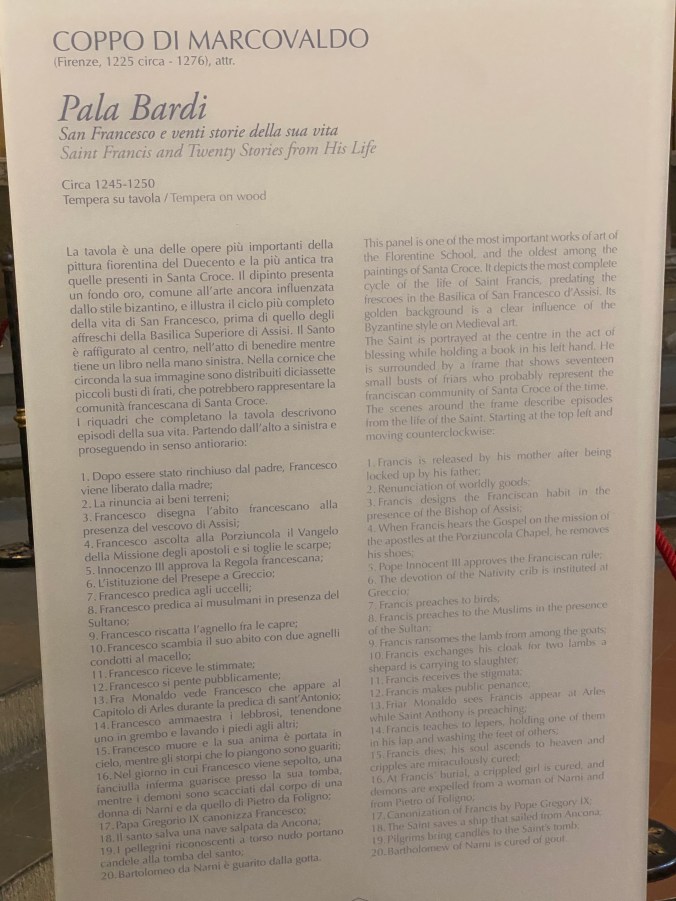 COPPO DI MARCOVALDO
(Firenze, 1225 circa - 1276), attr.
Pala Bardi
San Francesco e venti storie della sua vita
Saint Francis and Twenty Stories from His Life
Circa 1245-1250
Tempera su tavola / Tempera on wood
La tavola è una delle opere più importanti della
pittura fiorentina del Duecento e la più antica tra
quelle presenti in Santa Croce. Il dipinto presenta
un fondo oro, comune all'arte ancora influenzata
dallo stile bizantino, e illustra il ciclo più completo
della vita di San Francesco, prima di quello degli
affreschi della Basilica Superiore di Assisi. Il Santo
è raffigurato al centro, nell'atto di benedire mentre
tiene un libro nella mano sinistra. Nella cornice che
circonda la sua immagine sono distribuiti diciassette
piccoli busti di frati, che potrebbero rappresentare la
comunità francescana di Santa Croce.
I riquadri che completano la tavola descrivono
episodi della sua vita. Partendo dall'alto a sinistra e
proseguendo in senso antiorario:
1. Dopo essere stato rinchiuso dal padre, Francesco
viene liberato dalla madre;
2. La rinuncia ai beni terreni;
3. Francesco disegna l'abito francescano alla
presenza del vescovo di Assisi;
4. Francesco ascolta alla Porziuncola il Vangelo
della Missione degli apostoli e si toglie le scarpe;
5. Innocenzo III approva la Regola francescana;
6. L'istituzione del Presepe a Greccio;
7. Francesco predica agli uccelli;
8. Francesco predica ai musulmani in presenza del
Sultano;
9. Francesco riscatta l'agnello fra le capre;
10. Francesco scambia il suo abito con due agnelli
condotti al macello;
11. Francesco riceve le stimmate;
12. Francesco si pente pubblicamente;
13. Fra Monaldo vede Francesco che appare al
Capitolo di Arles durante la predica di sant'Antonio;
14. Francesco ammaestra i lebbrosi, tenendone
uno in grembo e lavando i piedi agli altri;
15. Francesco muore e la sua anima è portata in
cielo, mentre gli storpi che lo piangono sono guariti;
16. Nel giorno in cui Francesco viene sepolto, una
fanciulla inferma guarisce presso la sua tomba,
mentre i demoni sono scacciati dal corpo di una
donna di Narni e da quello di Pietro da Foligno;
17. Papa Gregorio IX canonizza Francesco;
18. Il santo salva una nave salpata da Ancona;
19. I pellegrini riconoscenti a torso nudo portano
candele alla tomba del santo;
20. Bartolomeo da Narni è guarito dalla gotta.
This panel is one of the most important works of art of
the Florentine School, and the oldest among the
paintings of Santa Croce. It depicts the most complete
cycle of the life of Saint Francis, predating the
frescoes in the Basilica of San Francesco d'Assisi. Its
golden background is a clear influence of the
Byzantine style on Medieval art.
The Saint is portrayed at the centre in the act of
blessing while holding a book in his left hand. He
is surrounded by a frame that shows seventeen
small busts of friars who probably represent the
franciscan community of Santa Croce of the time.
The scenes around the frame describe episodes
from the life of the Saint. Starting at the top left and
moving counterclockwise:
1. Francis is released by his mother after being
locked up by his father;
2. Renunciation of worldly goods;
3. Francis designs the Franciscan habit in the
presence of the Bishop of Assisi;
4. When Francis hears the Gospel on the mission of
the apostles at the Porziuncola Chapel, he removes
his shoes;
5. Pope Innocent III approves the Franciscan rule;
6. The devotion of the Nativity crib is instituted at
Greccio;
7. Francis preaches to birds;
8. Francis preaches to the Muslims in the presence
of the Sultan;
9. Francis ransomes the lamb from among the goats;
10. Francis exchanges his cloak for two lambs a
shepard is carrying to slaughter;
11. Francis receives the stigmata;
12. Francis makes public penance;
13. Friar Monaldo sees Francis appear at Arles
while Saint Anthony is preaching;
14. Francis teaches to lepers, holding one of them
in his lap and washing the feet of others;
15. Francis dies; his soul ascends to heaven and
cripples are miraculously cured;
16. At Francis' burial, a crippled girl is cured, and
demons are expelled from a woman of Narni and
from Pietro of Foligno;
17. Canonization of Francis by Pope Gregory IX;
18. The Saint saves a ship that sailed from Ancona;
19. Pilgrims bring candles to the Saint's tomb;
20. Bartholomew of Narni is cured of gout.